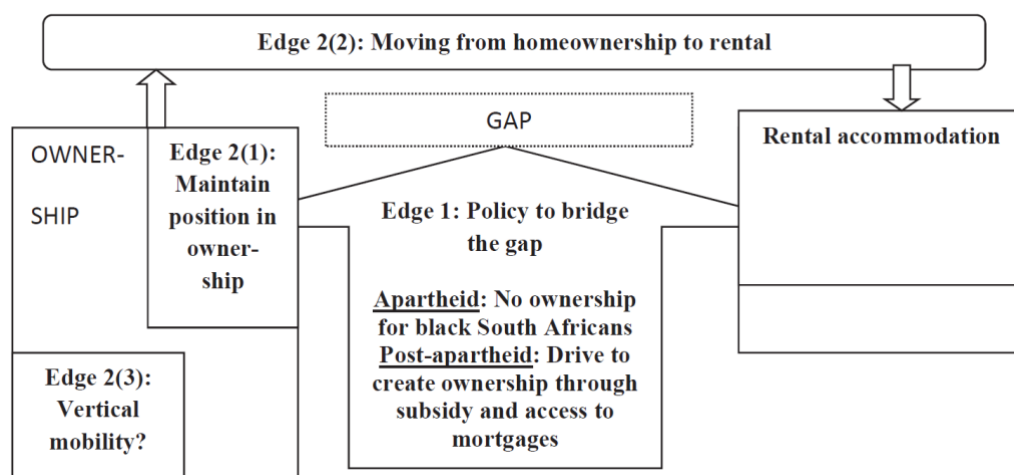 Edge 2(2): Moving from homeownership to rental
GAP
OWNER-
SHIP
Edge 2(1):
Maintain
position in
owner-
ship
Edge 1: Policy to bridge
the gap
Apartheid: No ownership
for black South Africans
Post-apartheid: Drive to
create ownership through
subsidy and access to
mortgages
Rental accommodation
Edge 2(3):
Vertical
mobility?